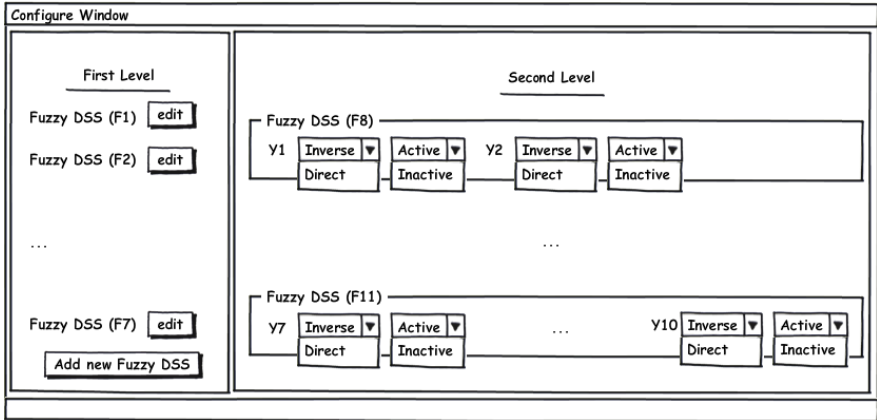 Configure Window
First Level
Fuzzy DSS (F1) edit
Fuzzy DSS (F2) edit
...
Fuzzy DSS (F7) edit
Add new Fuzzy DSS
Second Level
Fuzzy DSS (F8)
Y1 Inverse Active Y2 Inverse Active
Direct Inactive Direct Inactive
...
Fuzzy DSS (F11)
Y7 Inverse Active ... Y10 Inverse Active
Direct Inactive Direct Inactive